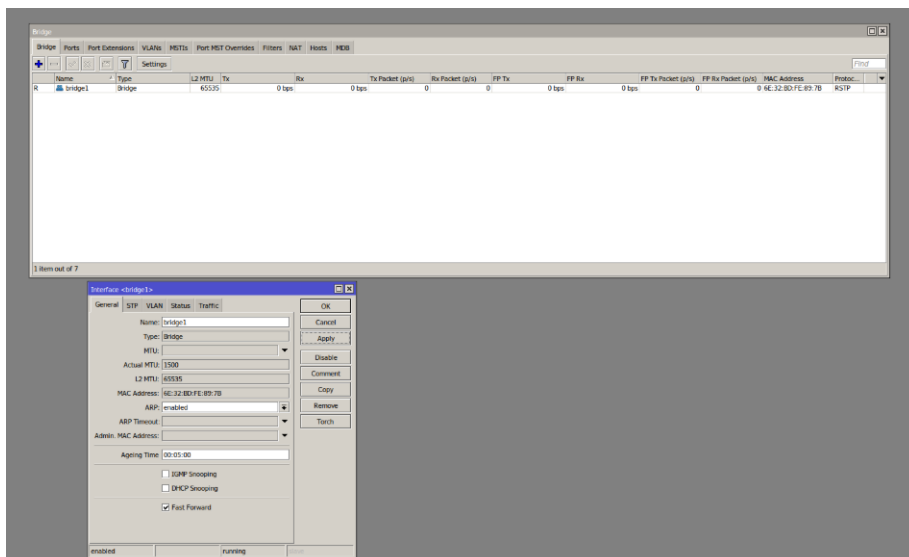 Bridge
Bridge Ports Port Extensions VLANs MSTIs Port MST Overrides Filters NAT Hosts MDB
Settings Find
Name Type L2 MTU Tx Rx Tx Packet (p/s) Rx Packet (p/s) FP Tx FP Rx FP Tx Packet (p/s) FP Rx Packet (p/s) MAC Address Protoc...
R bridge1 Bridge 65535 0 bps 0 bps 0 0 0 bps 0 bps 0 0 6E:32:BD:FE:89:7B RSTP
1 item out of 7
Interface <bridge1>
General STP VLAN Status Traffic
Name: bridge1
Type: Bridge
MTU:
Actual MTU: 1500
L2 MTU: 65535
MAC Address: 6E:32:BD:FE:89:7B
ARP: enabled
ARP Timeout:
Admin. MAC Address:
Ageing Time 00:05:00
IGMP Snooping
DHCP Snooping
Fast Forward
OK
Cancel
Apply
Disable
Comment
Copy
Remove
Torch
enabled running